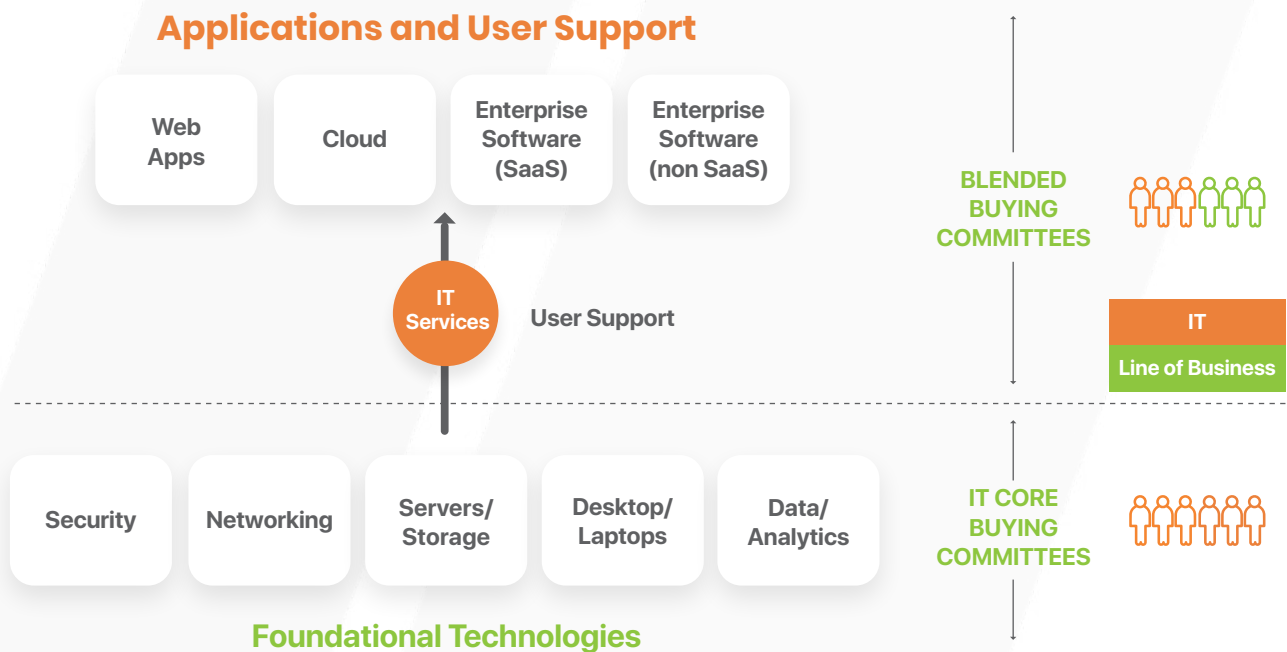 Applications and User Support
Web
Apps
Cloud
Enterprise
Software
(SaaS)
Enterprise
Software
(non SaaS)
BLENDED
BUYING
COMMITTEES
IT
Services
User Support
IT
Line of Business
Security
Networking
Servers/
Storage
Desktop/
Laptops
Data/
Analytics
IT CORE
BUYING
COMMITTEES
Foundational Technologies